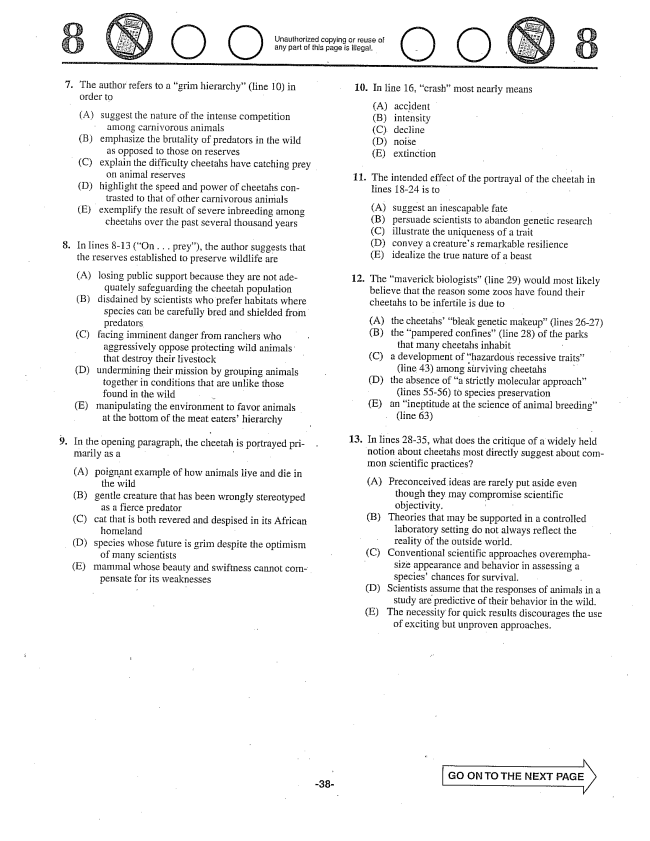 8
Unauthorized copying or reuse of
any part of this page is illegal.
8
7. The author refers to a “grim hierarchy” (line 10) in
order to
(A) suggest the nature of the intense competition
among carnivorous animals
(B) emphasize the brutality of predators in the wild
as opposed to those on reserves
(C) explain the difficulty cheetahs have catching prey
on animal reserves
(D) highlight the speed and power of cheetahs con-
trasted to that of other carnivorous animals
(E) exemplify the result of severe inbreeding among
cheetahs over the past several thousand years
8. In lines 8-13 (“On . . . prey”), the author suggests that
the reserves established to preserve wildlife are
(A) losing public support because they are not ade-
quately safeguarding the cheetah population
(B) disdained by scientists who prefer habitats where
species can be carefully bred and shielded from
predators
(C) facing imminent danger from ranchers who
aggressively oppose protecting wild animals
that destroy their livestock
(D) undermining their mission by grouping animals
together in conditions that are unlike those
found in the wild
(E) manipulating the environment to favor animals
at the bottom of the meat eaters’ hierarchy
9. In the opening paragraph, the cheetah is portrayed pri-
marily as a
(A) poignant example of how animals live and die in
the wild
(B) gentle creature that has been wrongly stereotyped
as a fierce predator
(C) cat that is both revered and despised in its African
homeland
(D) species whose future is grim despite the optimism
of many scientists
(E) mammal whose beauty and swiftness cannot com-
pensate for its weaknesses
10. In line 16, “crash” most nearly means
(A) accident
(B) intensity
(C) decline
(D) noise
(E) extinction
11. The intended effect of the portrayal of the cheetah in
lines 18-24 is to
(A) suggest an inescapable fate
(B) persuade scientists to abandon genetic research
(C) illustrate the uniqueness of a trait
(D) convey a creature’s remarkable resilience
(E) idealize the true nature of a beast
12. The “maverick biologists” (line 29) would most likely
believe that the reason some zoos have found their
cheetahs to be infertile is due to
(A) the cheetahs’ “bleak genetic makeup” (lines 26-27)
(B) the “pampered confines” (line 28) of the parks
that many cheetahs inhabit
(C) a development of “hazardous recessive traits”
(line 43) among surviving cheetahs
(D) the absence of “a strictly molecular approach”
(lines 55-56) to species preservation
(E) an “ineptitude at the science of animal breeding”
(line 63)
13. In lines 28-35, what does the critique of a widely held
notion about cheetahs most directly suggest about com-
mon scientific practices?
(A) Preconceived ideas are rarely put aside even
though they may compromise scientific
objectivity.
(B) Theories that may be supported in a controlled
laboratory setting do not always reflect the
reality of the outside world.
(C) Conventional scientific approaches overempha-
size appearance and behavior in assessing a
species’ chances for survival.
(D) Scientists assume that the responses of animals in a
study are predictive of their behavior in the wild.
(E) The necessity for quick results discourages the use
of exciting but unproven approaches.
-38-
GO ON TO THE NEXT PAGE